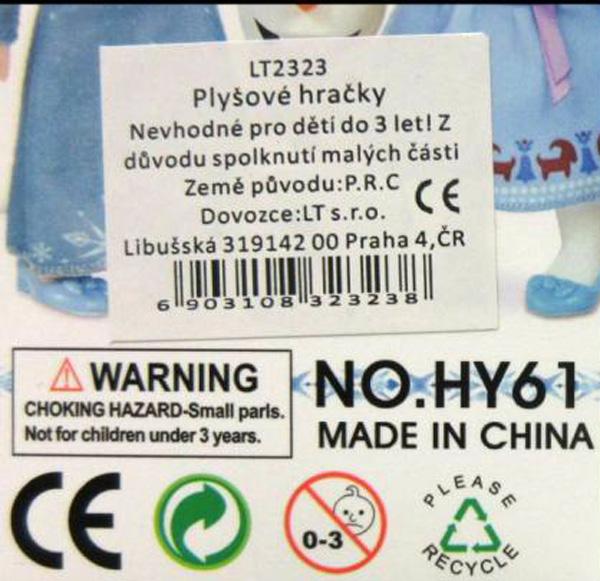 LT2323
Plyšové hračky
Nevhodné pro děti do 3 let! Z
důvodu spolknutí malých části
Země původu:P.R.C CE
Dovozce:LT s.r.o.
Libušská 319142 00 Praha 4,ČR
6 903108 323238
WARNING
CHOKING HAZARD-Small parls.
Not for children under 3 years.
NO.HY61
MADE IN CHINA
CE
0-3
PLEASE
RECYCLE